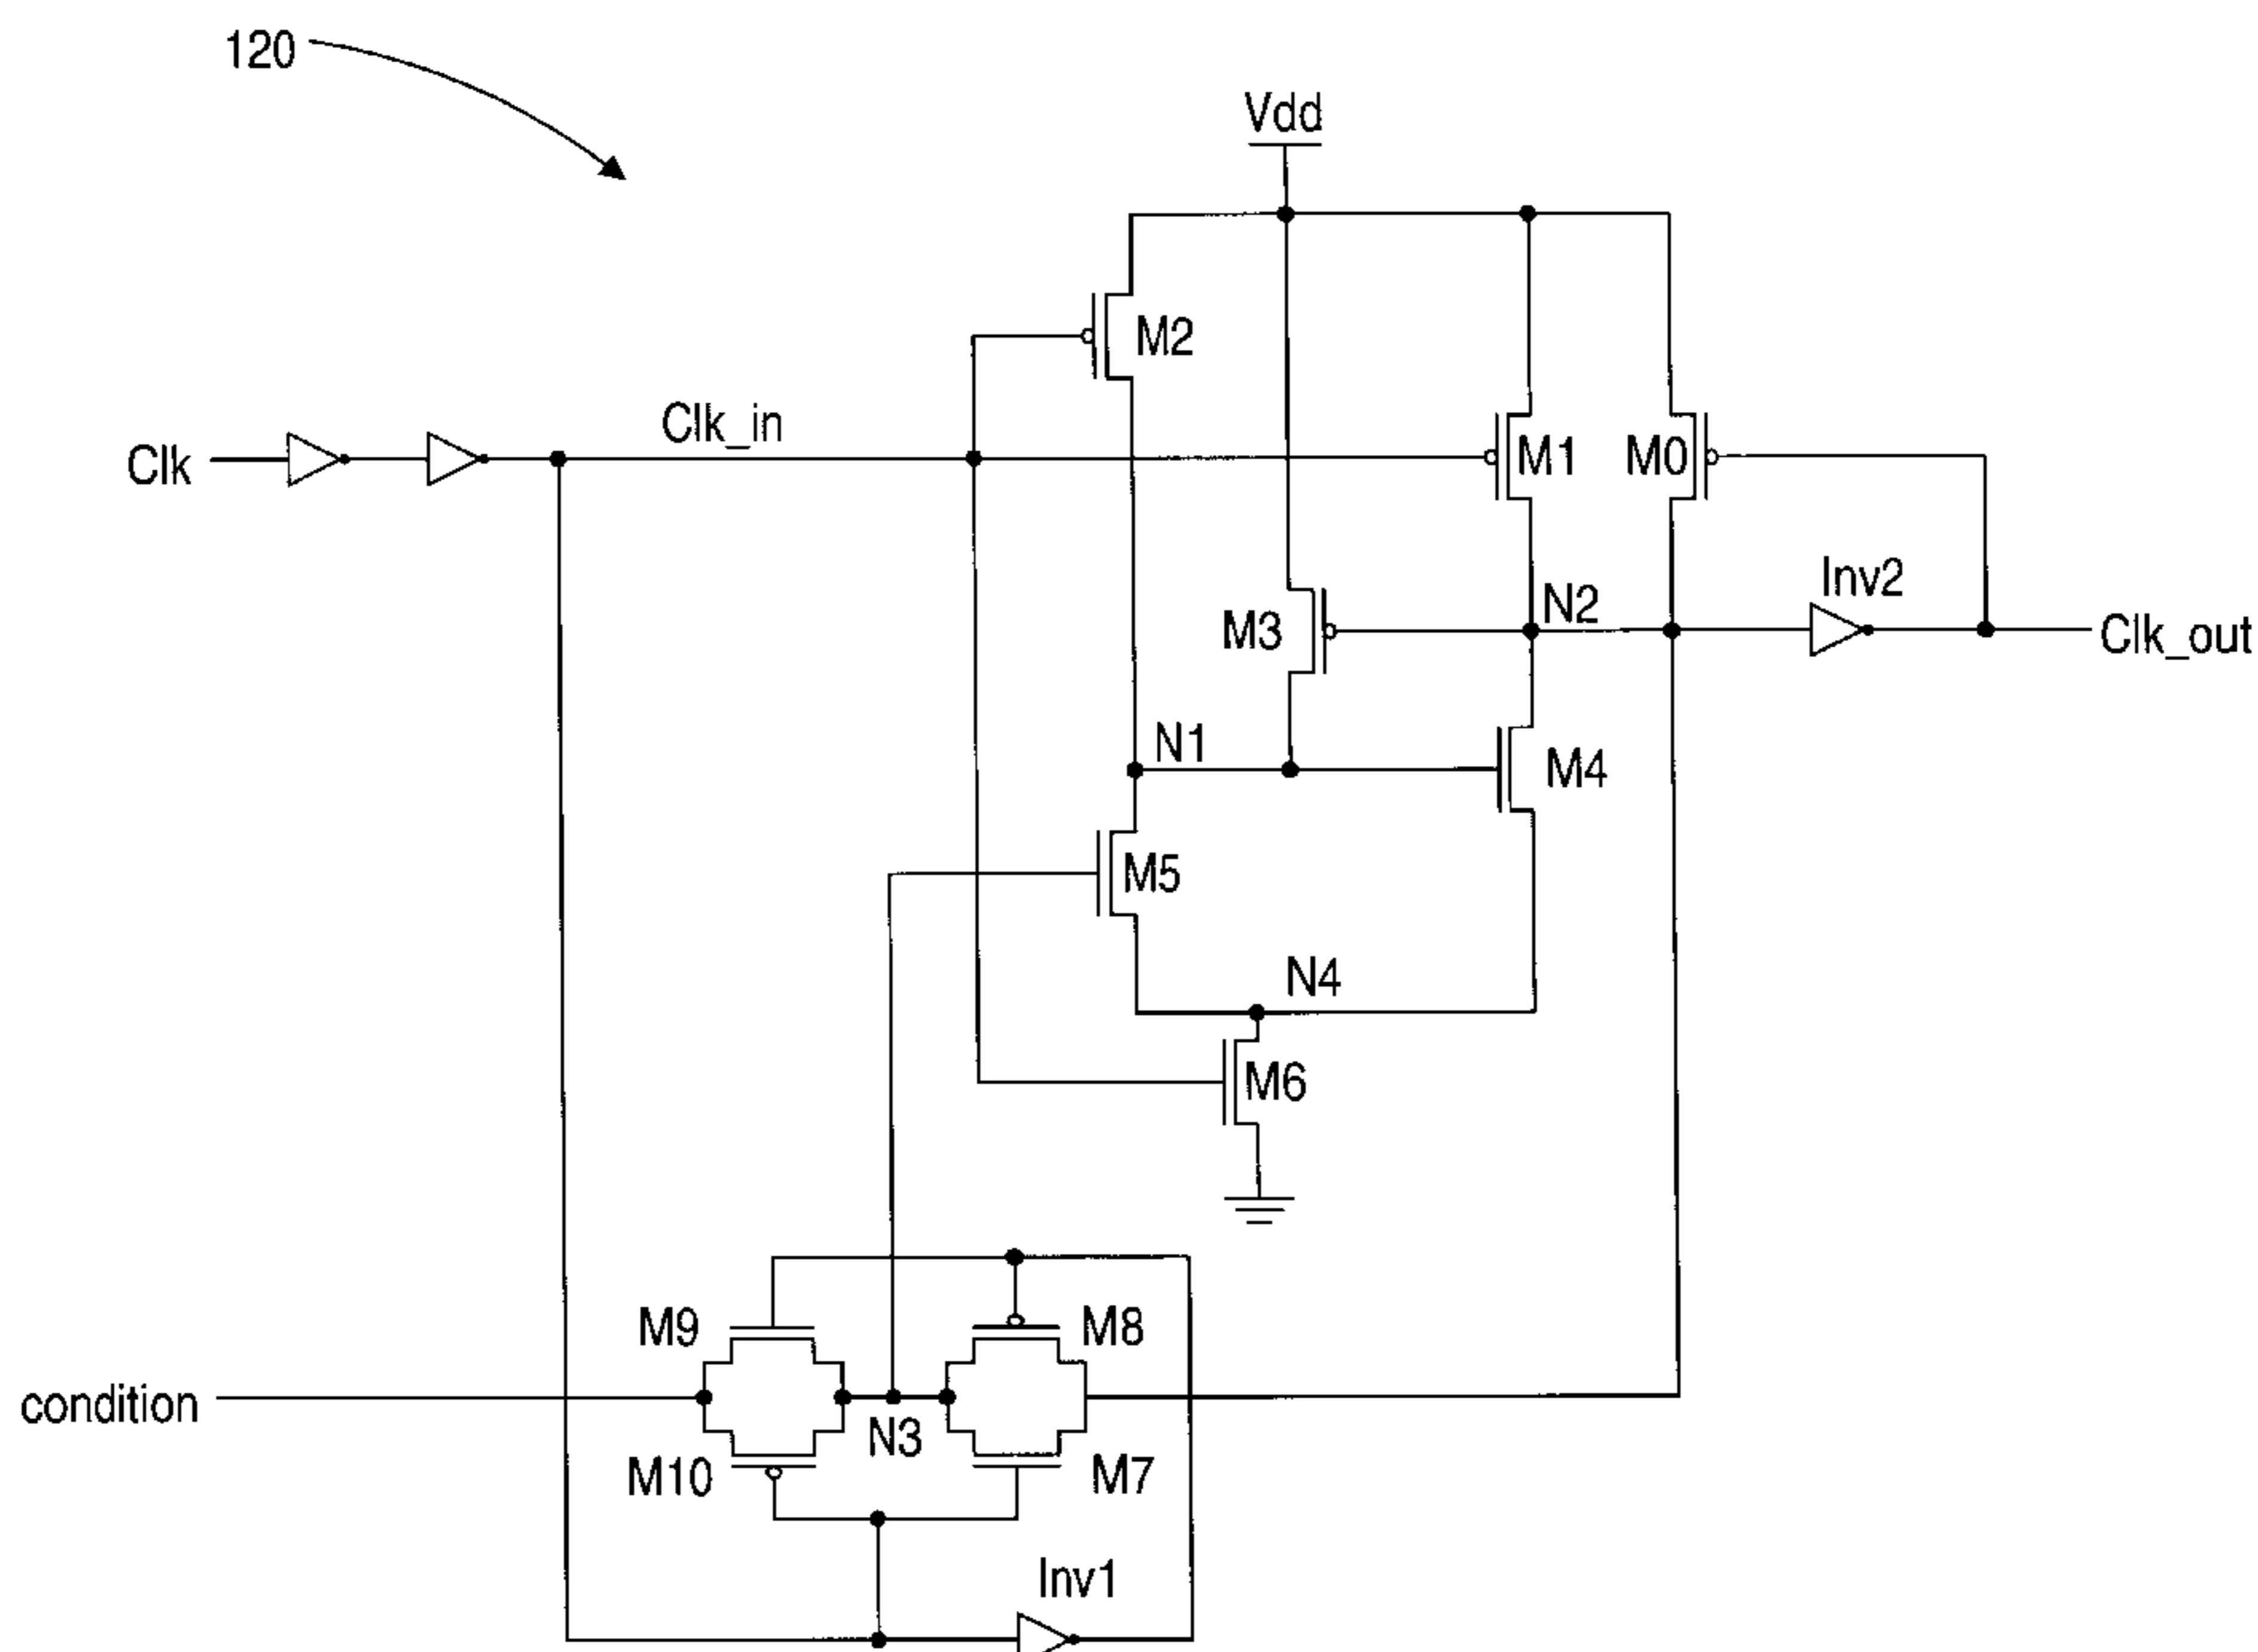 120
Vdd
M2
Clk
Clk_in
M1
M0
Inv2
M3
N2
Clk_out
N1
M4
M5
N4
M6
M9
M8
condition
N3
M10
M7
Inv1